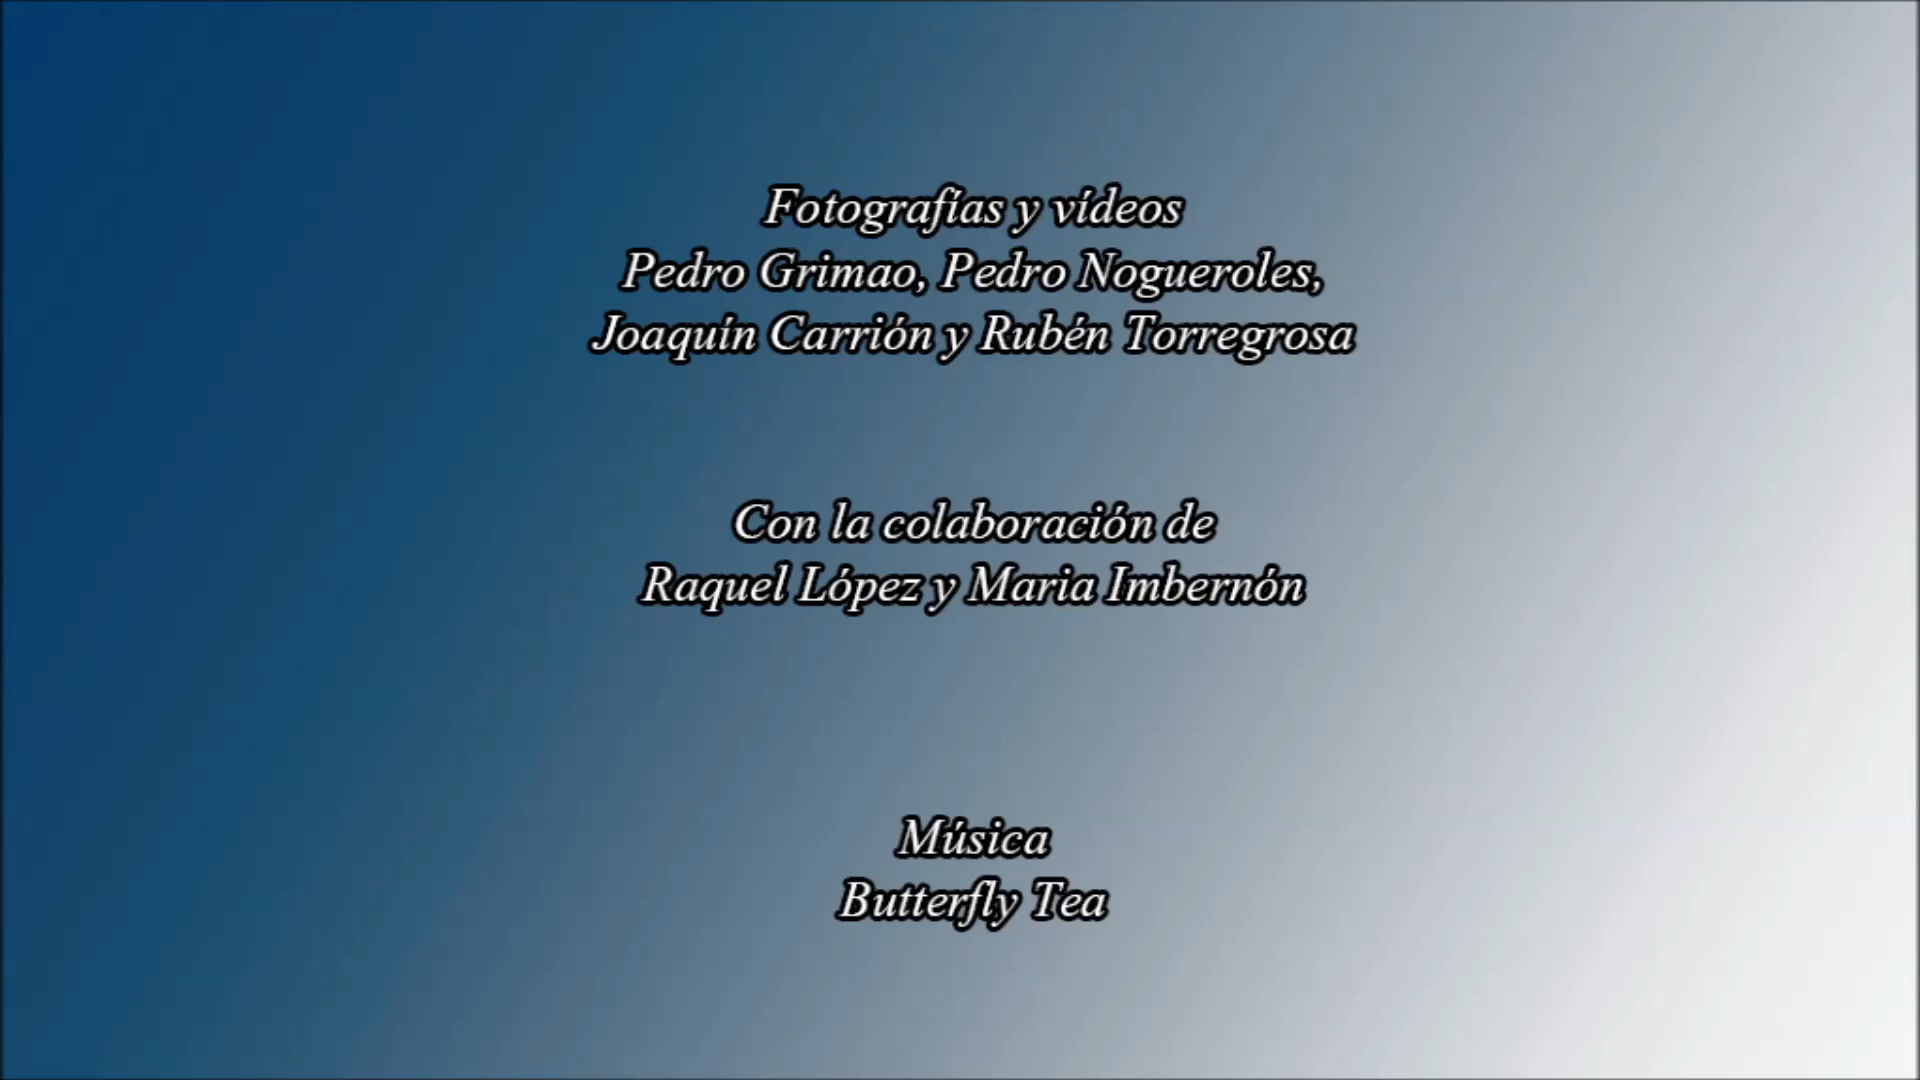 Fotografías y vídeos
Pedro Grimao, Pedro Nogueroles,
Joaquín Carrión y Rubén Torregrosa
Con la colaboración de
Raquel López y Maria Imbernón
Música
Butterfly Tea